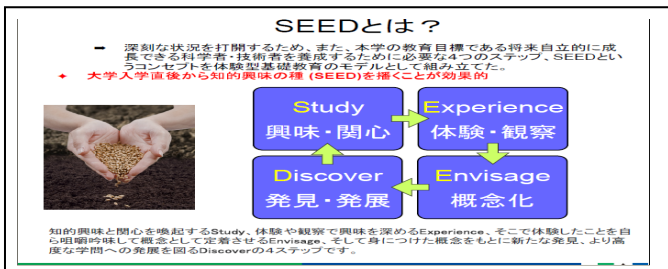 SEEDとは？
➡ 深刻な状況を打開するため、また、本学の教育目標である将来自立的に成
長できる科学者・技術者を養成するために必要な4つのステップ、SEEDとい
うコンセプトを体験型基礎教育のモデルとして組み立てた。
✦ 大学入学直後から知的興味の種 (SEED)を播くことが効果的
Study
興味・関心
Experience
体験・観察
Discover
発見・発展
Envisage
概念化
知的興味と関心を喚起するStudy、体験や観察で興味を深めるExperience、そこで体験したことを自
ら咀嚼吟味して概念として定着させるEnvisage、そして身につけた概念をもとに新たな発見、より高
度な学問への発展を図るDiscoverの4ステップです。